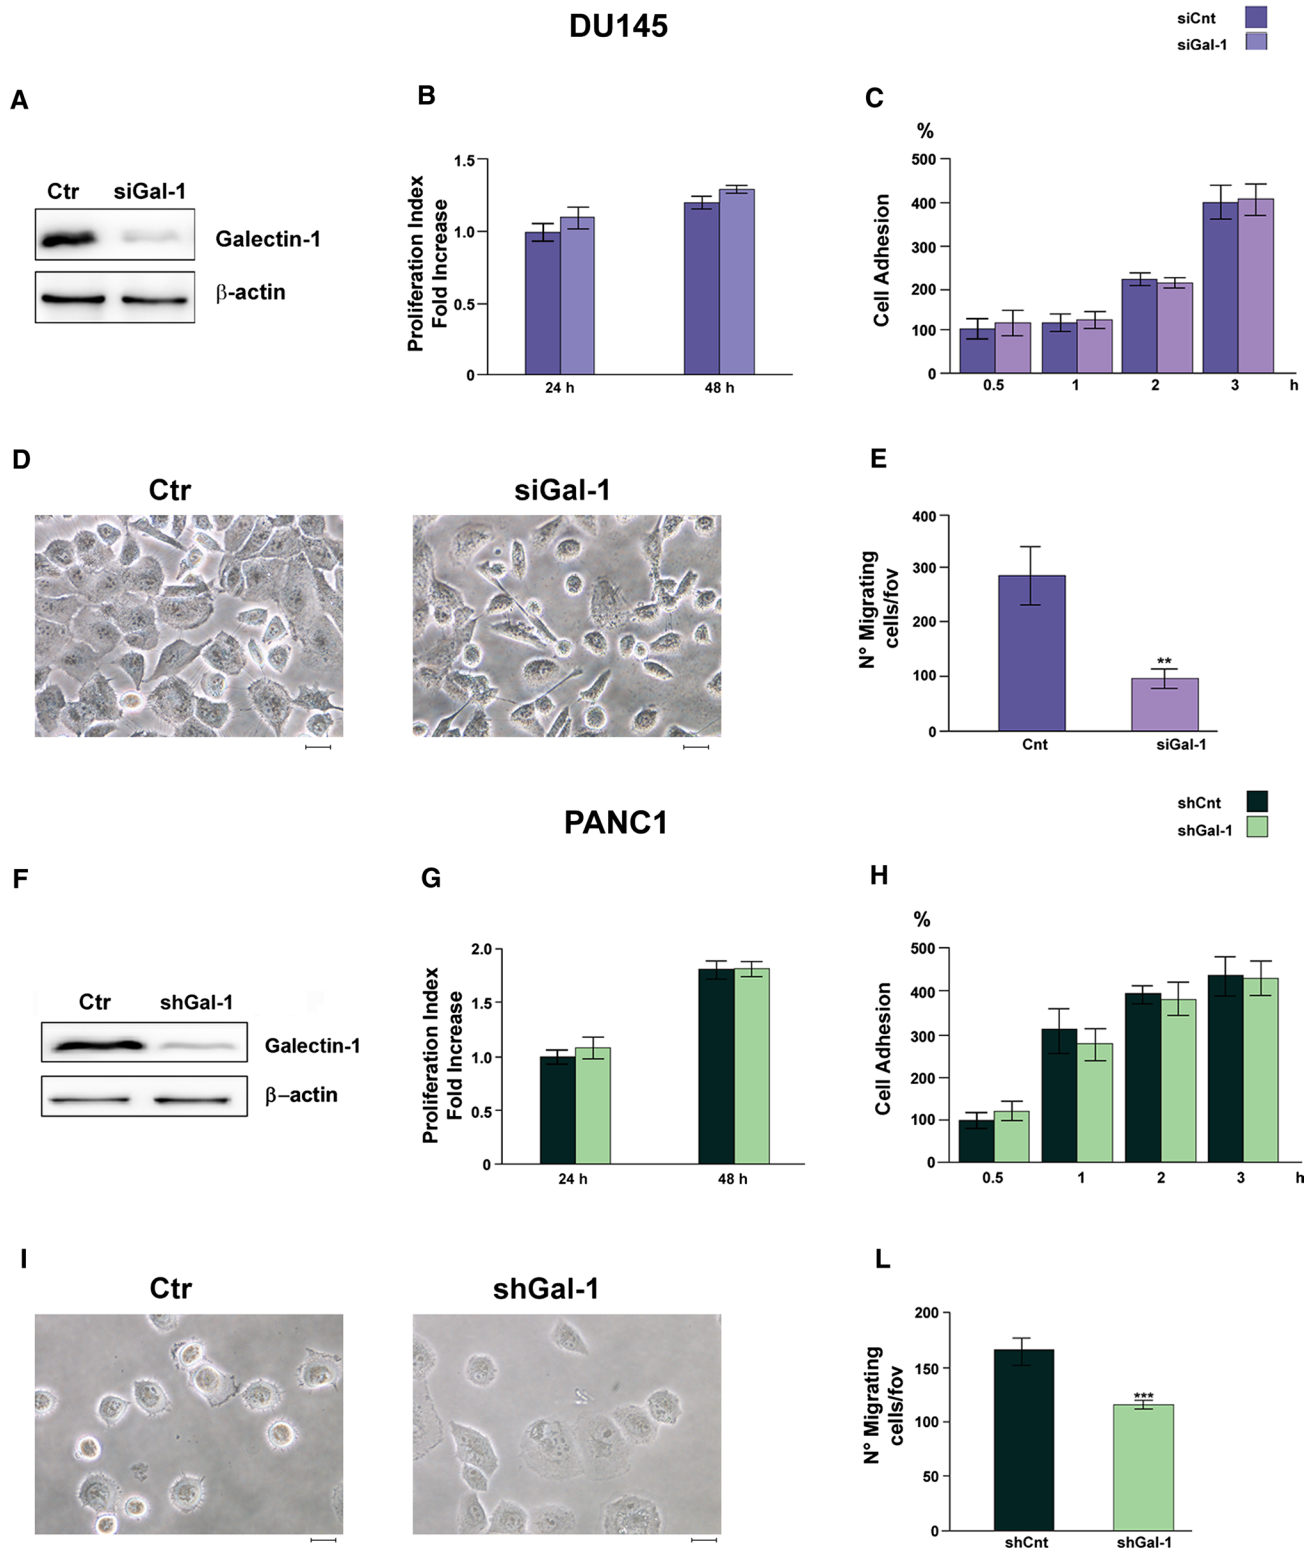 DU145
siCnt
siGal-1
A
Ctr siGal-1
Galectin-1
β-actin
B
Proliferation Index
Fold Increase
1.5
1.0
0.5
0
24 h 48 h
C
%
Cell Adhesion
500
400
300
200
100
0
0.5 1 2 3 h
D
Ctr siGal-1
E
N° Migrating
cells/fov
400
300
200
100
0
**
Cnt siGal-1
PANC1
shCnt
shGal-1
F
Ctr shGal-1
Galectin-1
β–actin
G
Proliferation Index
Fold Increase
2.0
1.5
1.0
0.5
0
24 h 48 h
H
%
Cell Adhesion
500
400
300
200
100
0
0.5 1 2 3 h
I
Ctr shGal-1
L
N° Migrating
cells/fov
200
150
100
50
0
***
shCnt shGal-1